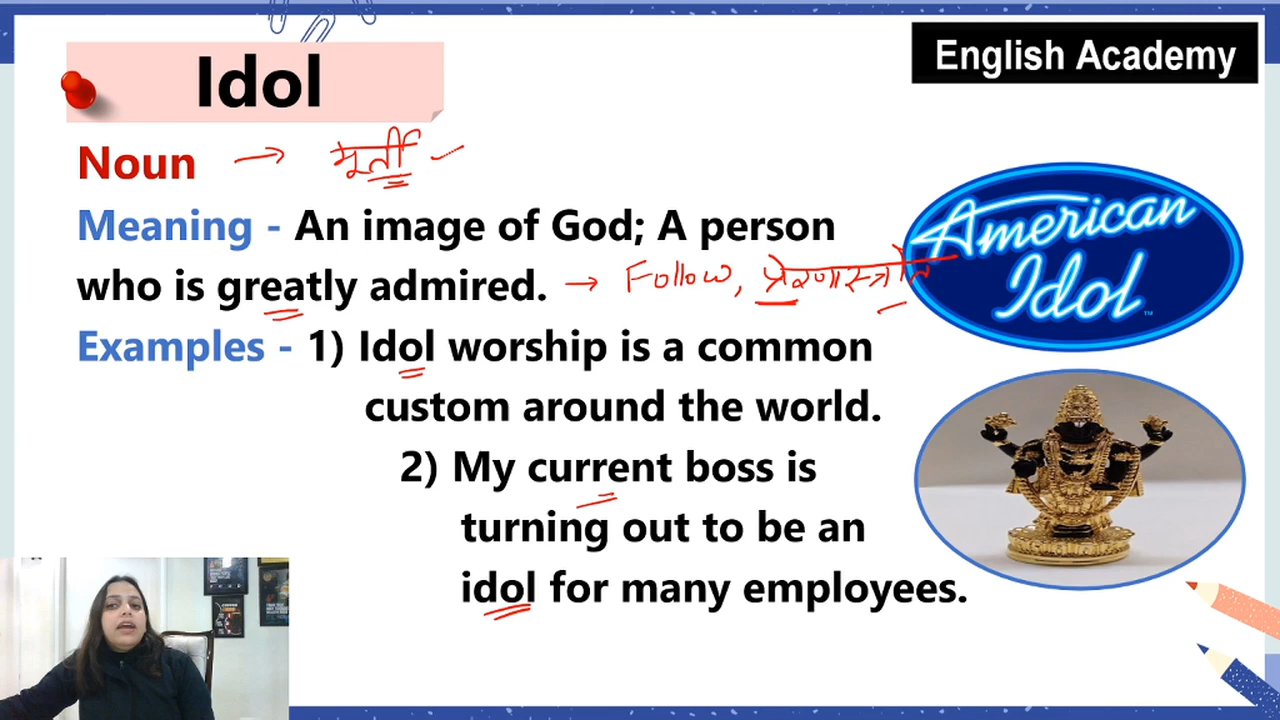 Idol
English Academy
Noun → मूर्ती
Meaning - An image of God; A person
who is greatly admired. → Follow, प्रेरणास्त्रोत
American
Idol
TM
Examples - 1) Idol worship is a common
custom around the world.
2) My current boss is
turning out to be an
idol for many employees.